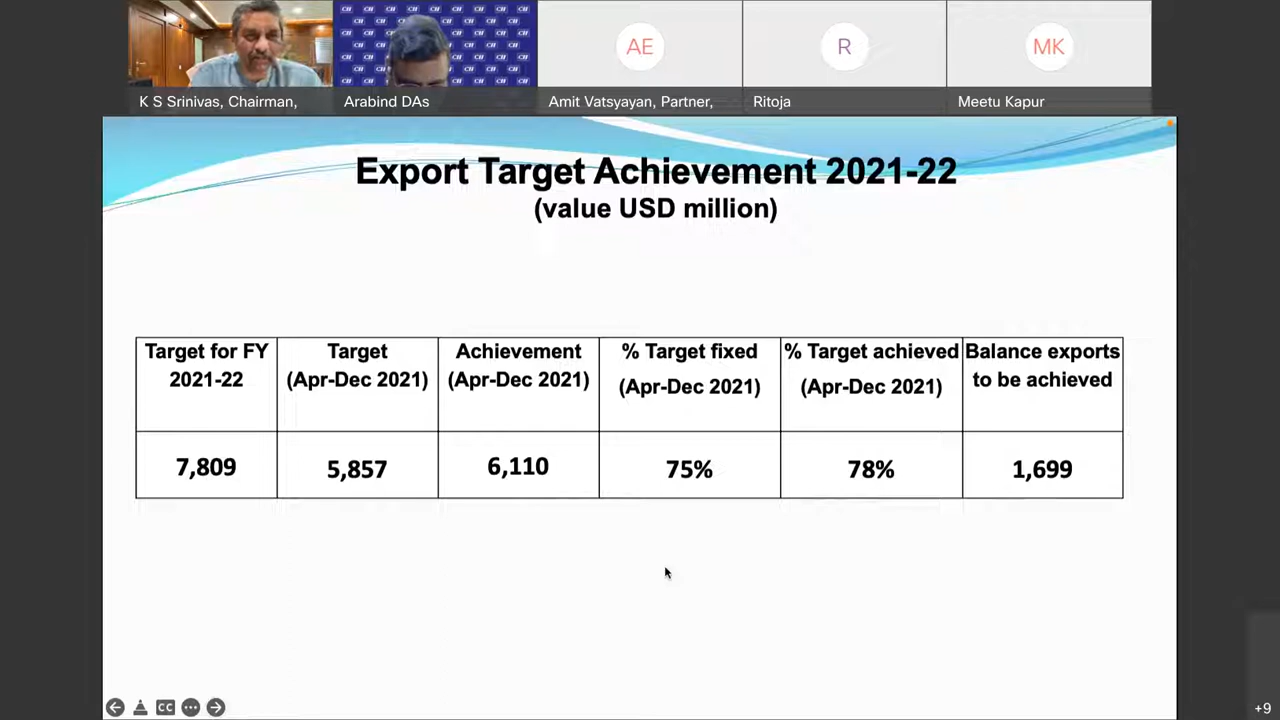 AE
R
MK
K S Srinivas, Chairman,
Arabind DAs
Amit Vatsyayan, Partner,
Ritoja
Meetu Kapur
Export Target Achievement 2021-22
(value USD million)
Target for FY
2021-22
Target
(Apr-Dec 2021)
Achievement
(Apr-Dec 2021)
% Target fixed
(Apr-Dec 2021)
% Target achieved
(Apr-Dec 2021)
Balance exports
to be achieved
7,809
5,857
6,110
75%
78%
1,699
CC
+9